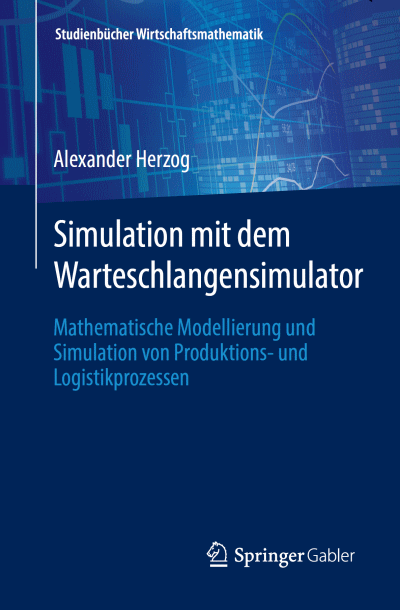 Studienbücher Wirtschaftsmathematik
Alexander Herzog
Simulation mit dem
Warteschlangensimulator
Mathematische Modellierung und
Simulation von Produktions- und
Logistikprozessen
Springer Gabler